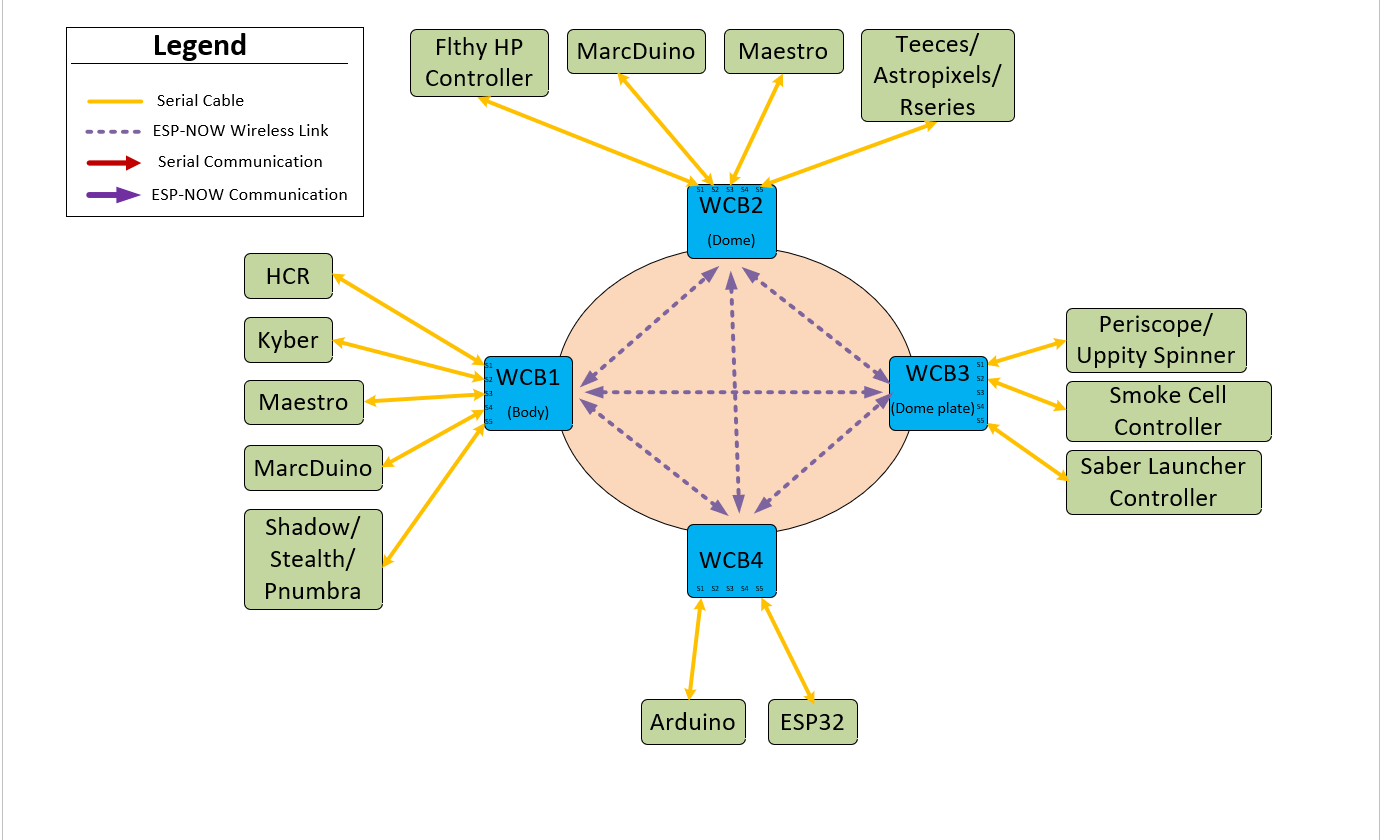 Legend
Serial Cable
ESP-NOW Wireless Link
Serial Communication
ESP-NOW Communication
Flthy HP
Controller
MarcDuino
Maestro
Teeces/
Astropixels/
Rseries
S1 S2 S3 S4 S5
WCB2
(Dome)
HCR
Kyber
Maestro
MarcDuino
Shadow/
Stealth/
Pnumbra
S1
S2
S3
S4
S5
WCB1
(Body)
WCB3
(Dome plate)
S1
S2
S3
S4
S5
Periscope/
Uppity Spinner
Smoke Cell
Controller
Saber Launcher
Controller
WCB4
S1 S2 S3 S4 S5
Arduino
ESP32